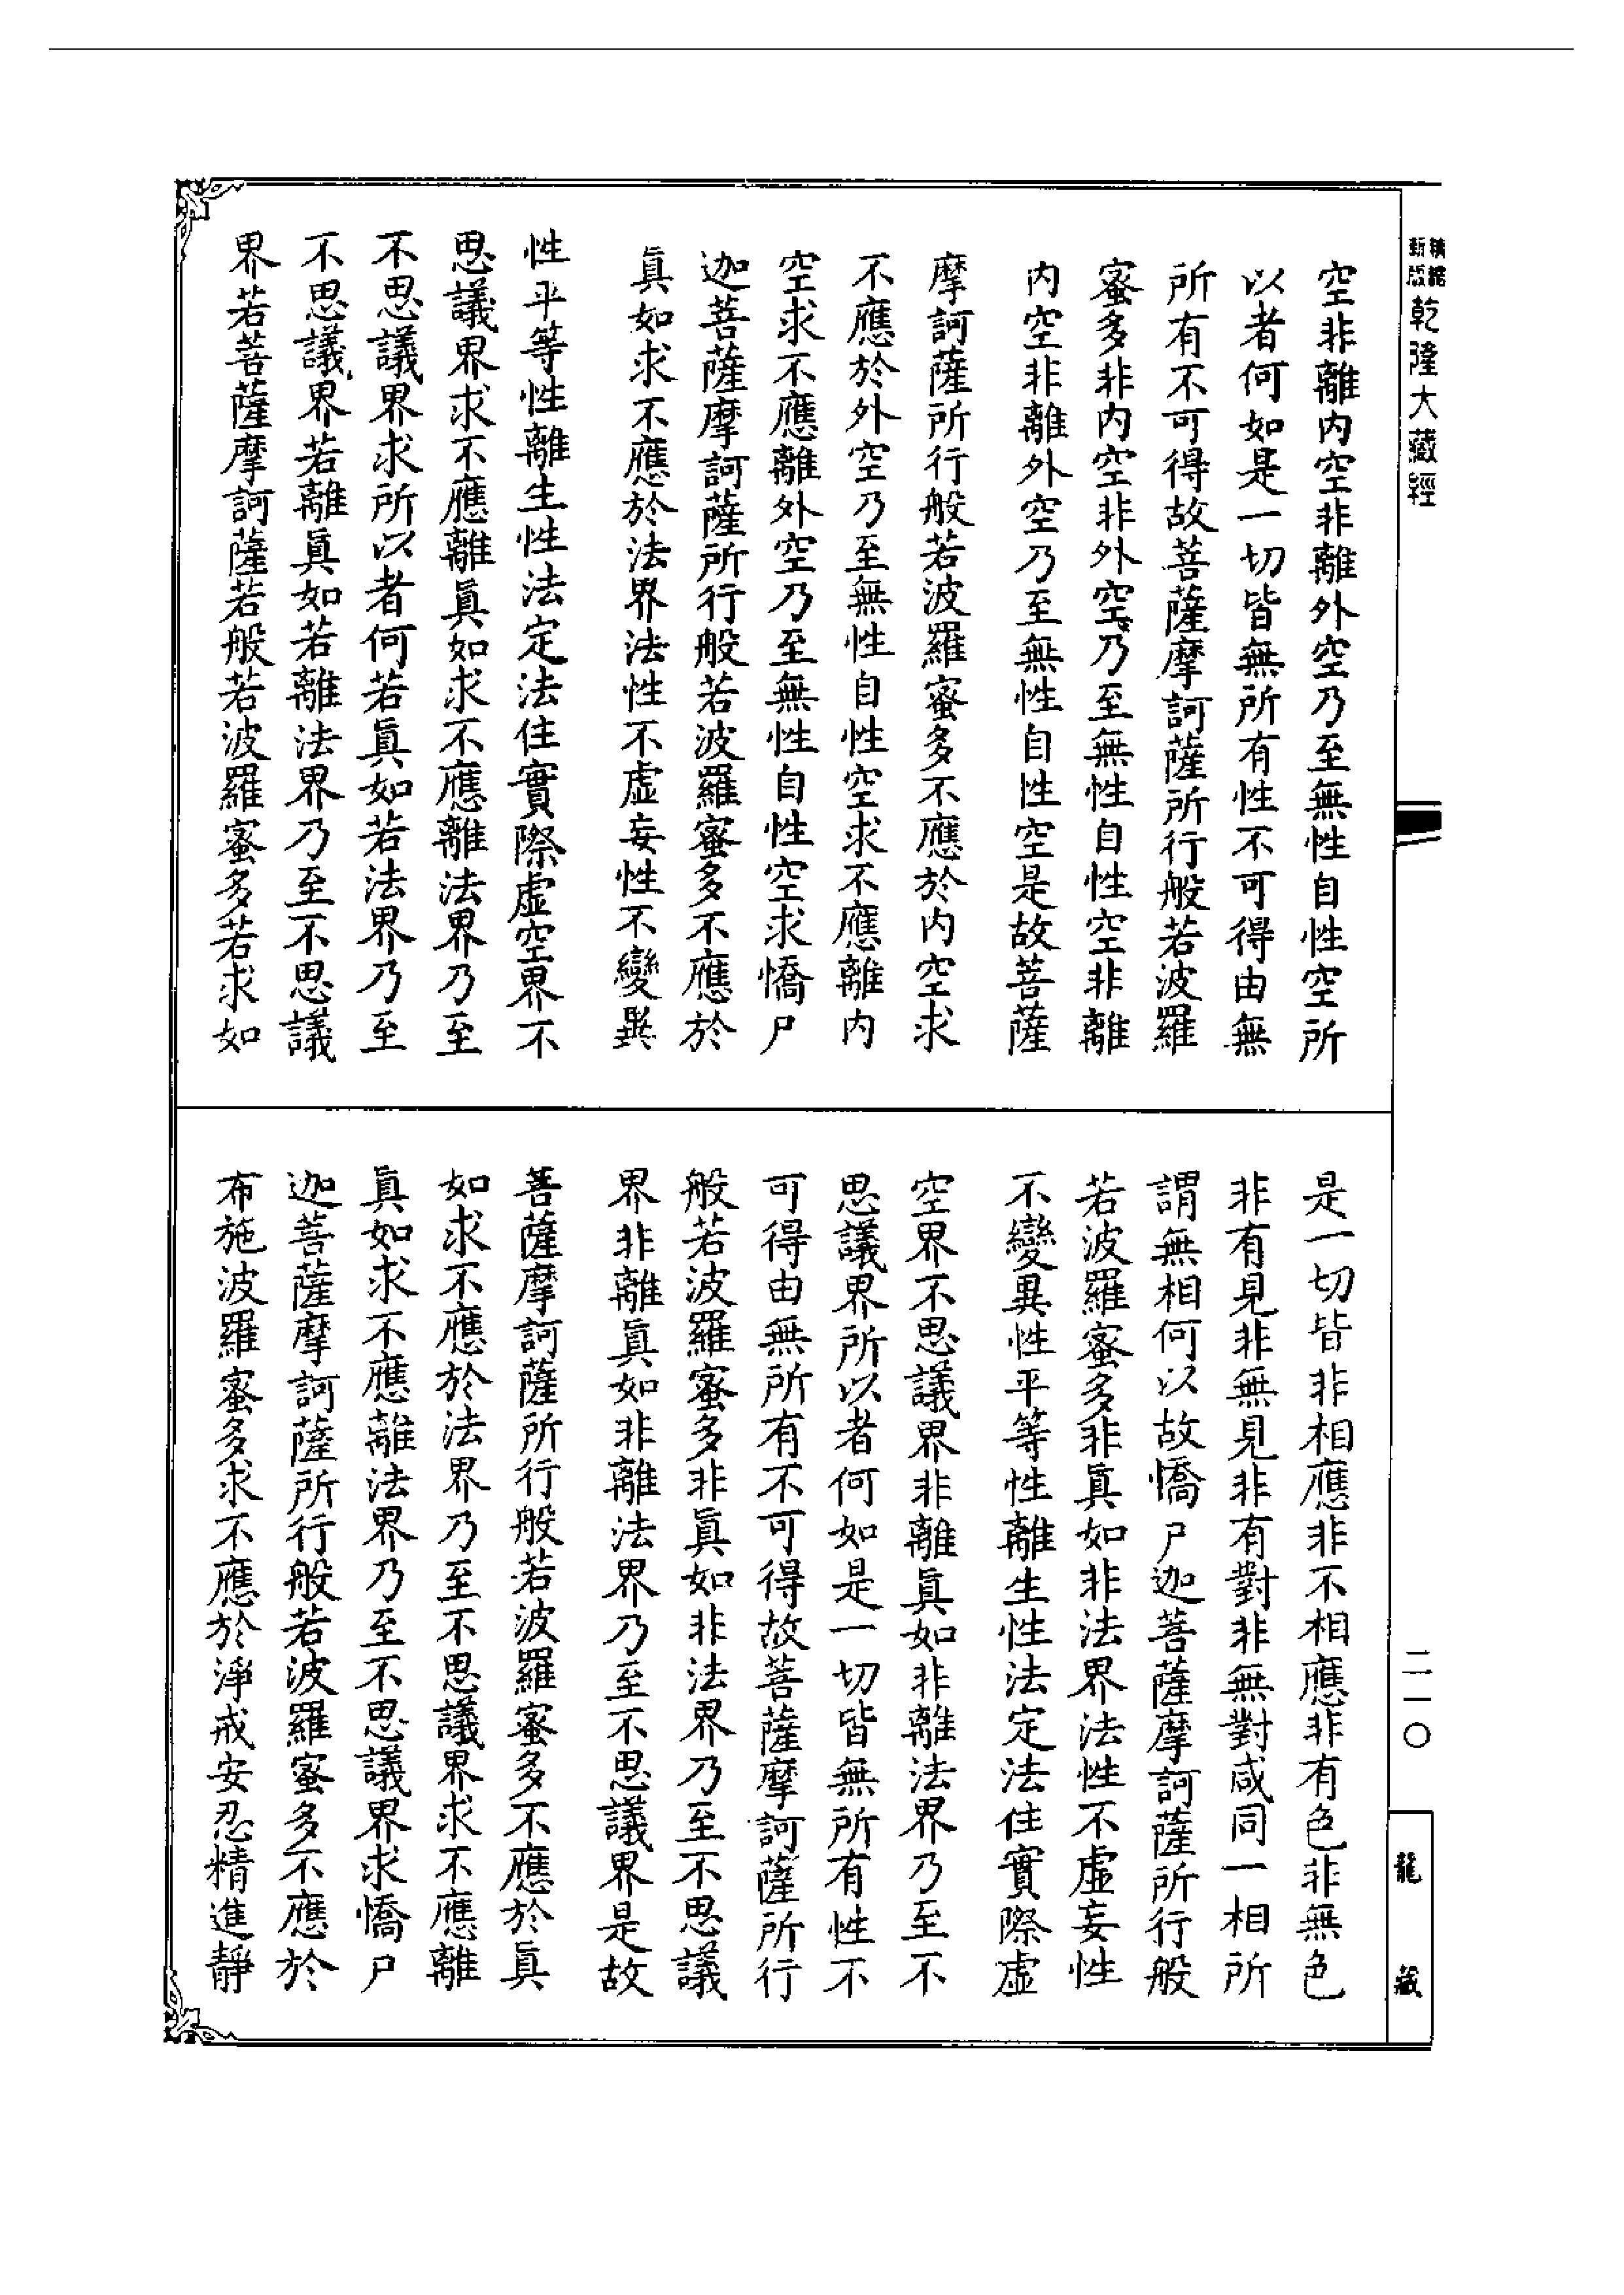 乾隆大藏經
空非離內空非離外空乃至無性自性空所
以者何如是一切皆無所有性不可得由無
所有不可得故菩薩摩訶薩所行般若波羅
蜜多非內空非外空乃至無性自性空非離
內空非離外空乃至無性自性空是故菩薩
摩訶薩所行般若波羅蜜多不應於內空求
不應於外空乃至無性自性空求不應離內
空求不應離外空乃至無性自性空求憍尸
迦菩薩摩訶薩所行般若波羅蜜多不應於
眞如求不應於法界法性不虛妄性不變異
性平等性離生性法定法住實際虛空界不
思議界求不應離眞如求不應離法界乃至
不思議界求所以者何若眞如若法界乃至
不思議界若離眞如若離法界乃至不思議
界若菩薩摩訶薩若般若波羅蜜多若求如
是一切皆非相應非不相應非有色非無色
非有見非無見非有對非無對咸同一相所
謂無相何以故憍尸迦菩薩摩訶薩所行般
若波羅蜜多非眞如非法界法性不虛妄性
不變異性平等性離生性法定法住實際虛
空界不思議界非離眞如非離法界乃至不
思議界所以者何如是一切皆無所有性不
可得由無所有不可得故菩薩摩訶薩所行
般若波羅蜜多非眞如非法界乃至不思議
界非離眞如非離法界乃至不思議界是故
菩薩摩訶薩所行般若波羅蜜多不應於眞
如求不應於法界乃至不思議界求不應離
眞如求不應離法界乃至不思議界求憍尸
迦菩薩摩訶薩所行般若波羅蜜多不應於
布施波羅蜜多求不應於淨戒安忍精進靜
二一〇
龍藏